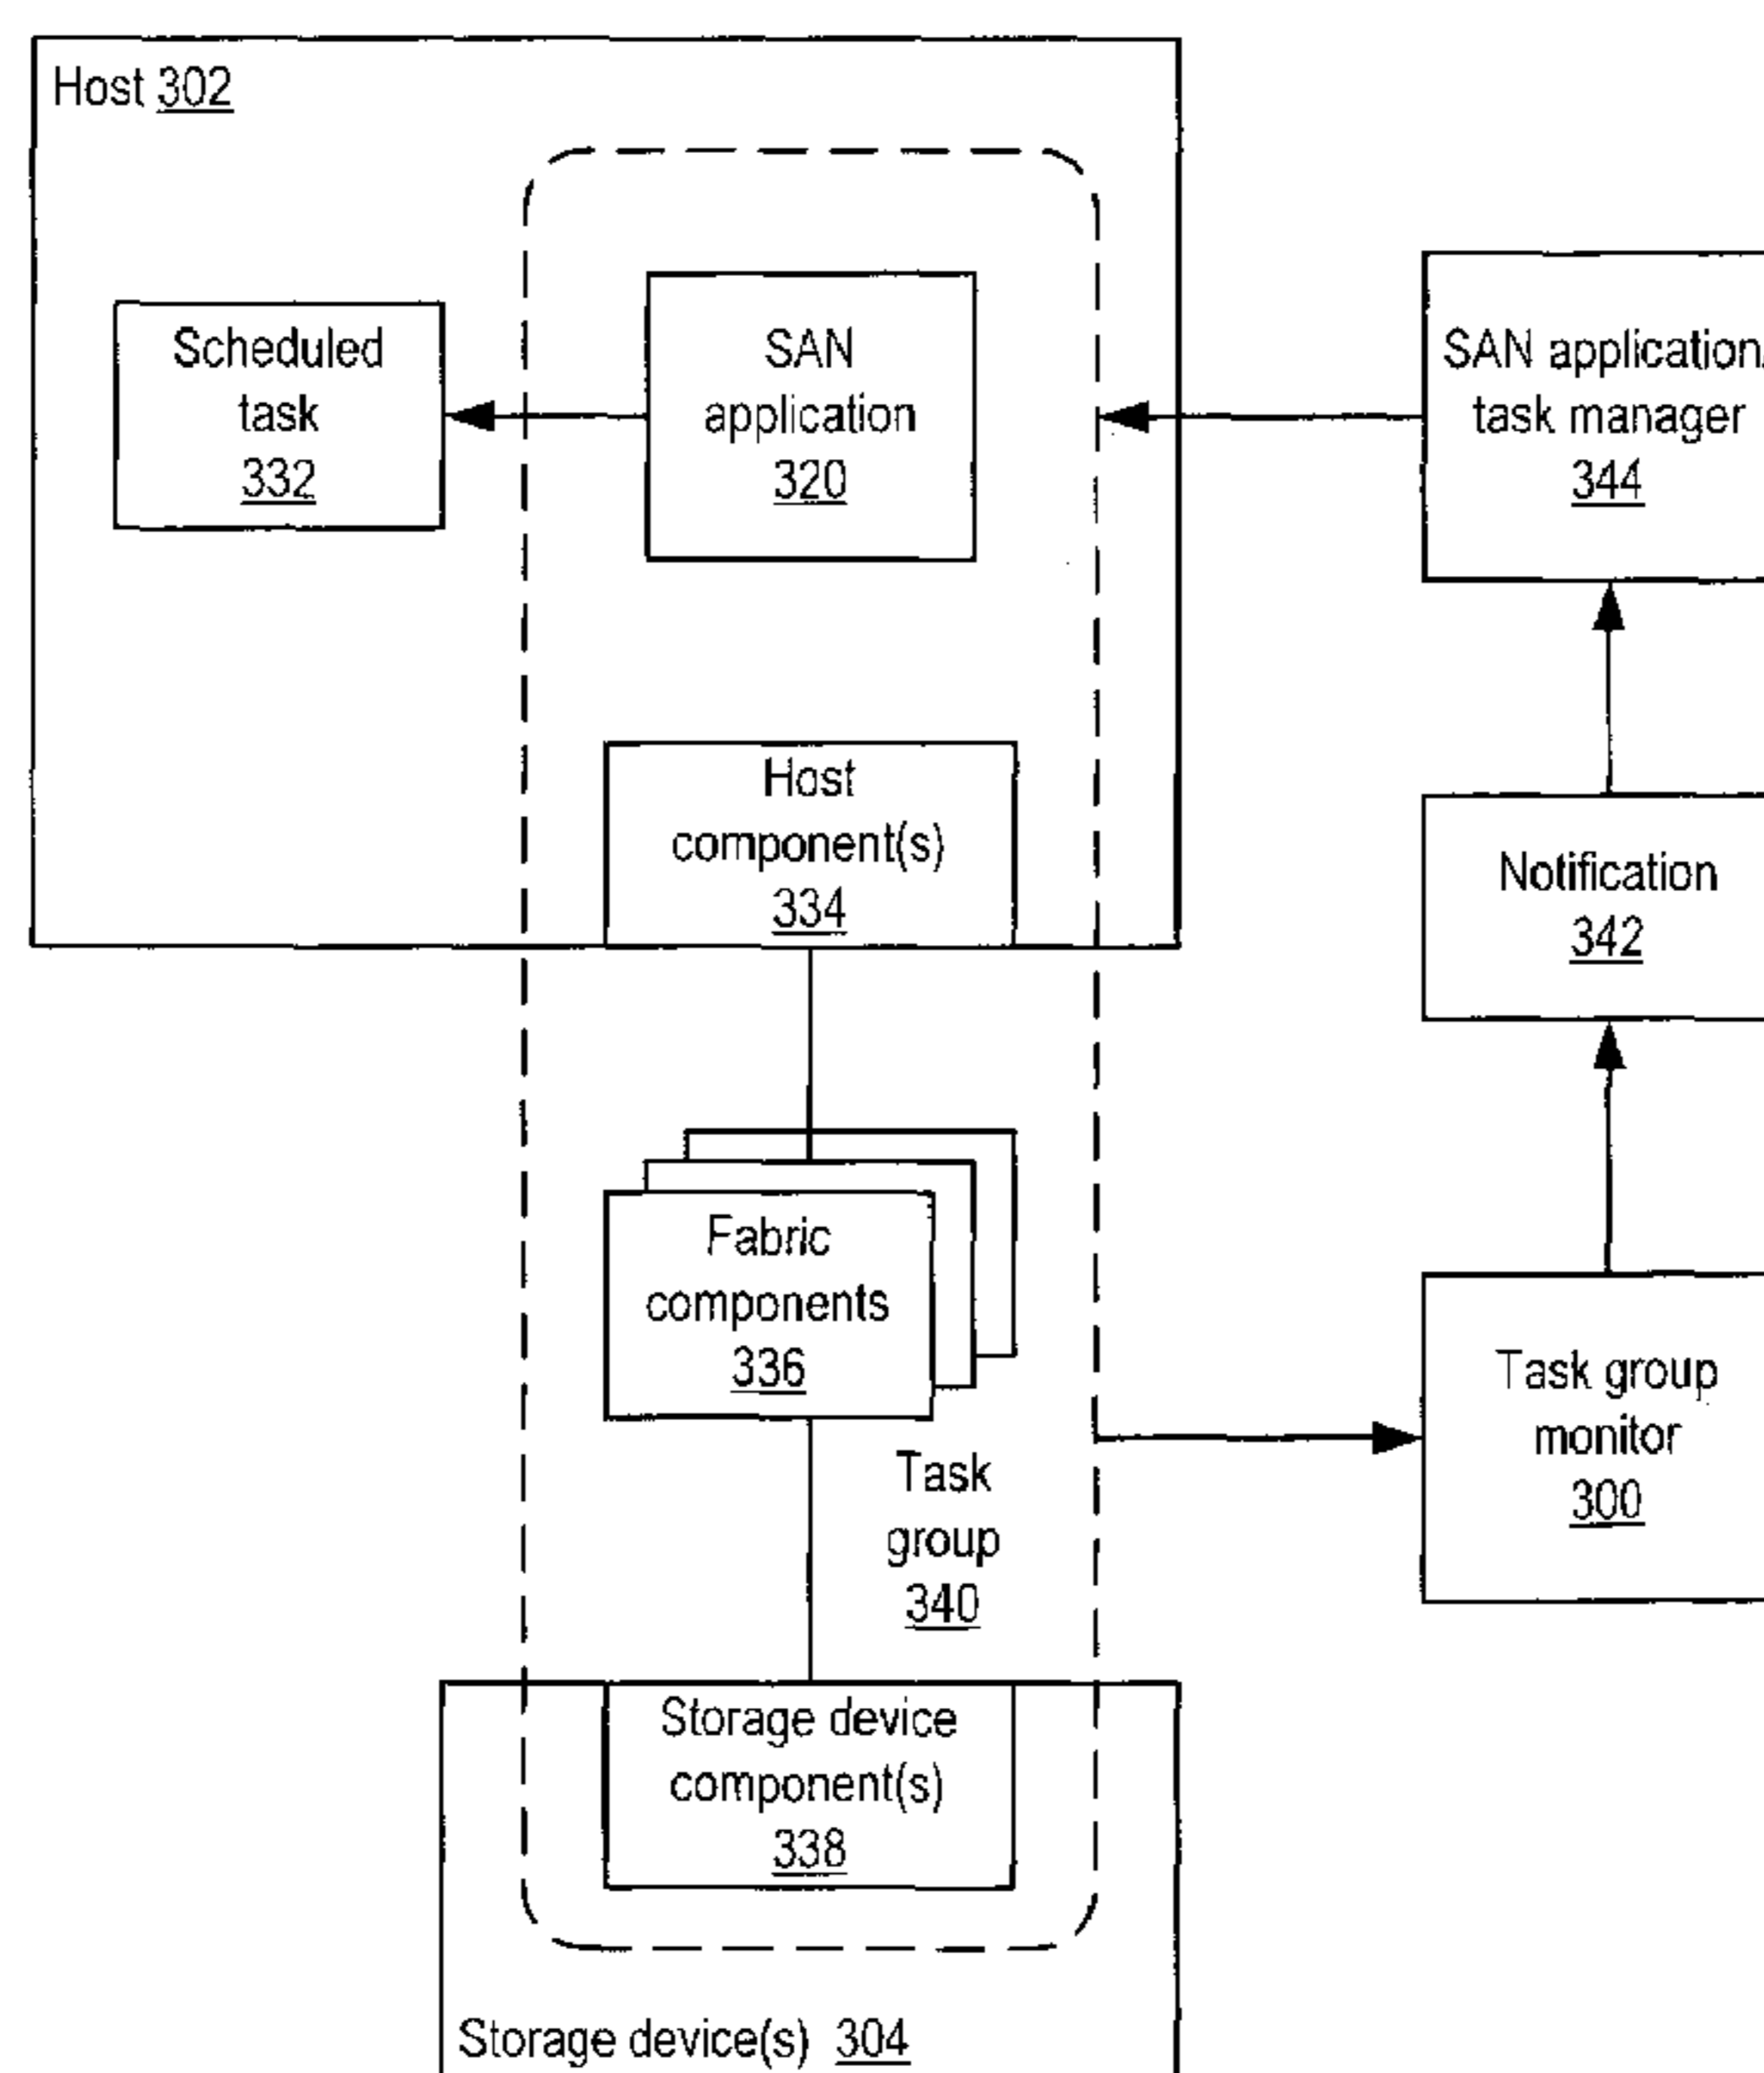 Host 302
Scheduled
task
332
SAN
application
320
SAN application/
task manager
344
Host
component(s)
334
Notification
342
Fabric
components
336
Task group
monitor
300
Task
group
340
Storage device
component(s)
338
Storage device(s) 304